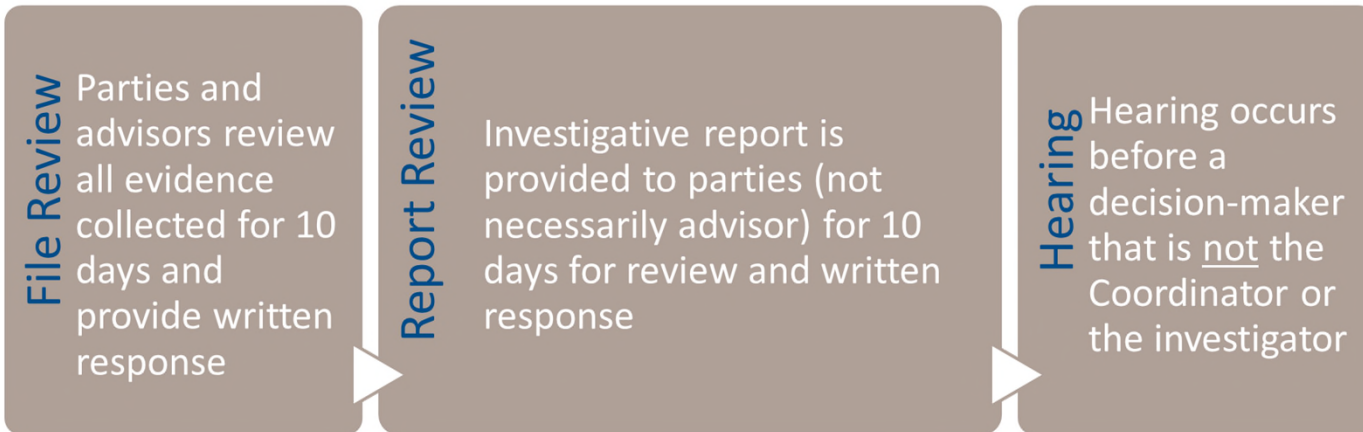 File Review
Parties and
advisors review
all evidence
collected for 10
days and
provide written
response
Report Review
Investigative report is
provided to parties (not
necessarily advisor) for 10
days for review and written
response
Hearing
Hearing occurs
before a
decision-maker
that is not the
Coordinator or
the investigator